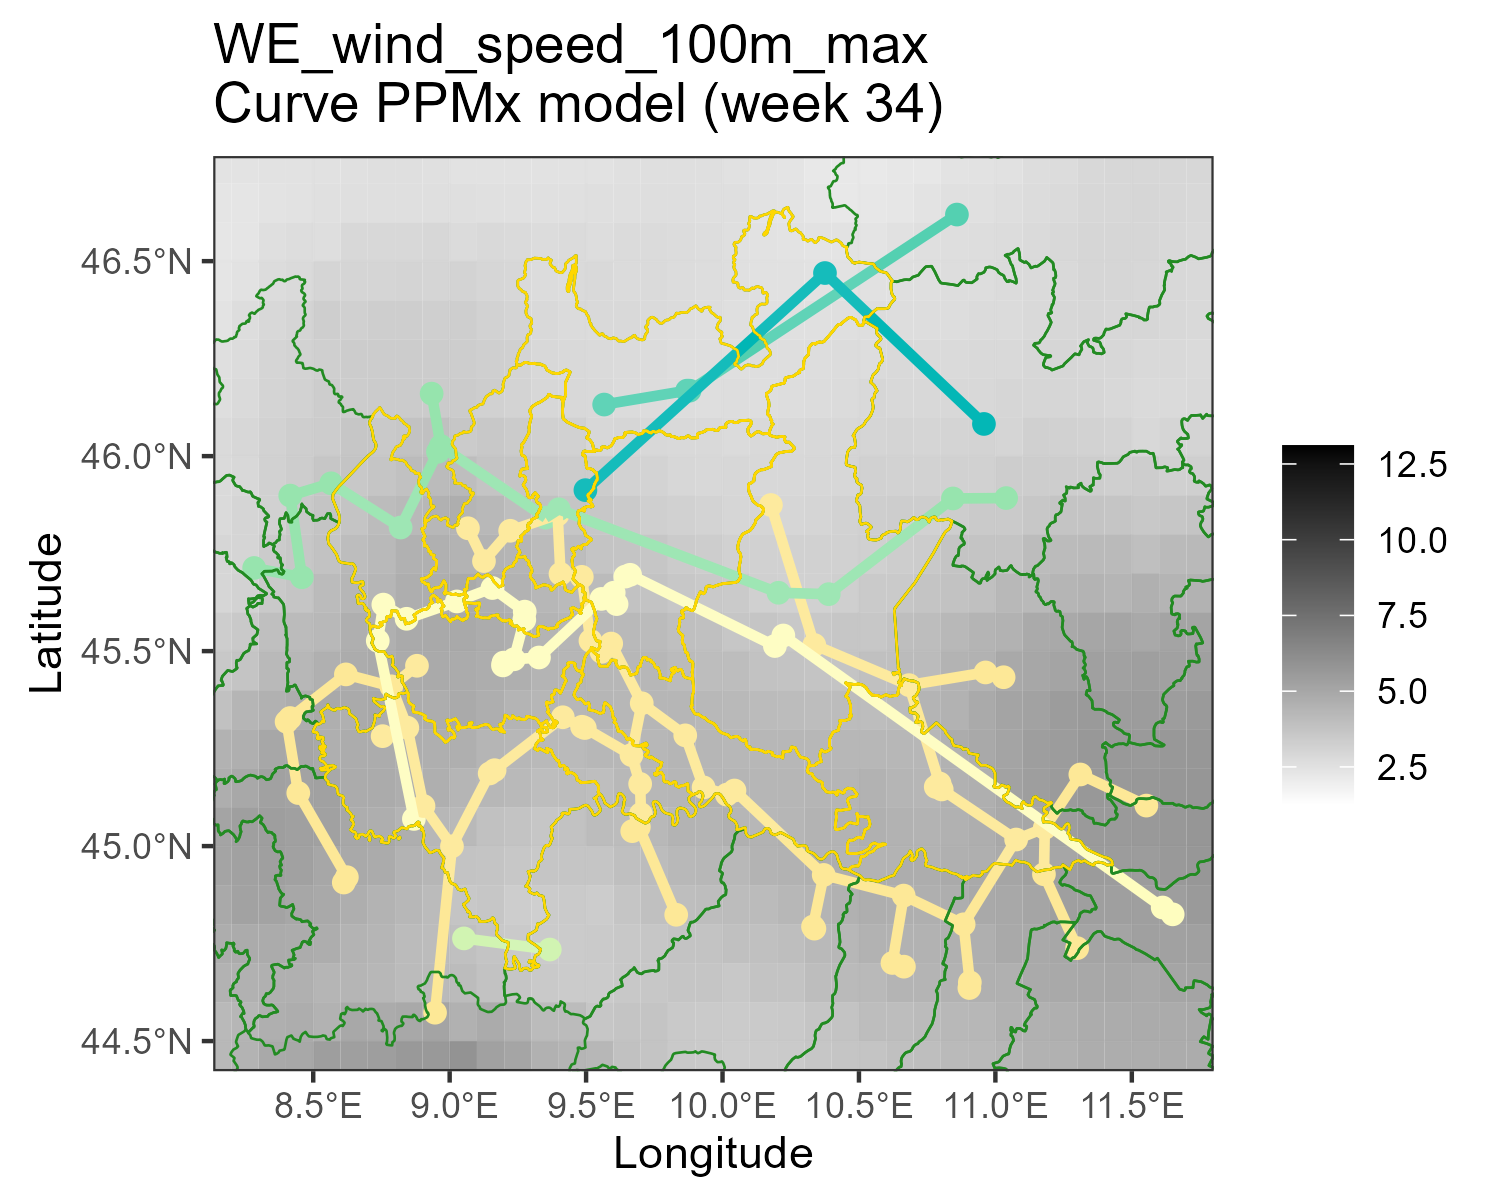 WE_wind_speed_100m_max
Curve PPMx model (week 34)
46.5°N
46.0°N
45.5°N
45.0°N
44.5°N
Latitude
8.5°E 9.0°E 9.5°E 10.0°E 10.5°E 11.0°E 11.5°E
Longitude
12.5
10.0
7.5
5.0
2.5